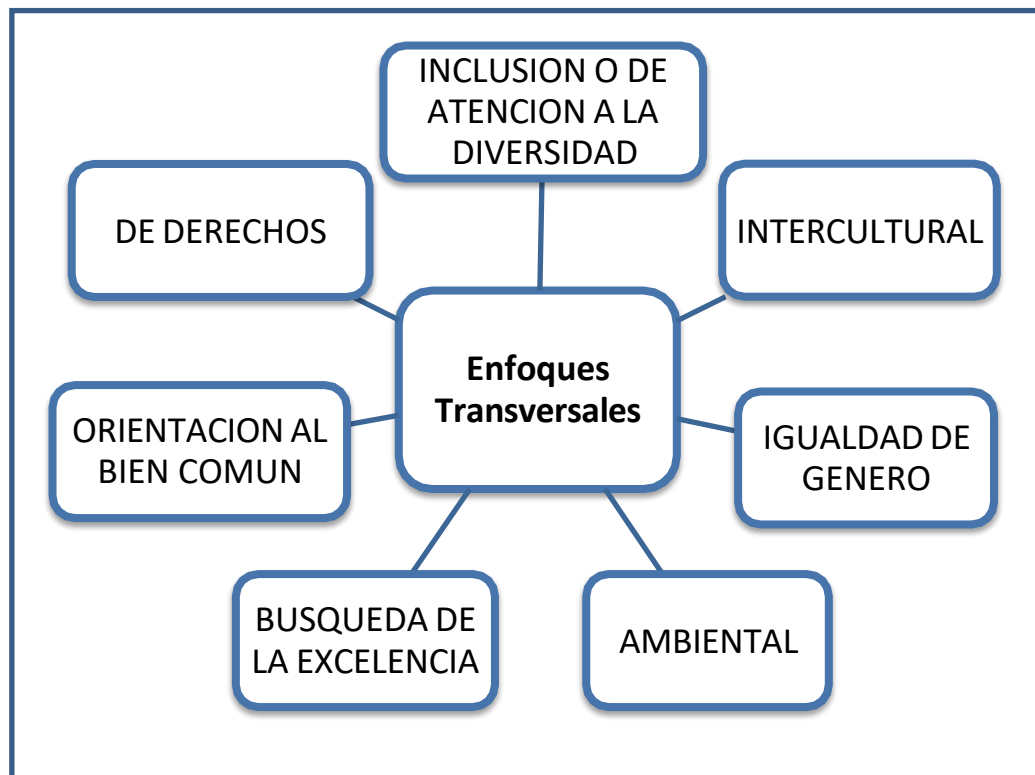 INCLUSION O DE
ATENCION A LA
DIVERSIDAD
DE DERECHOS
INTERCULTURAL
Enfoques
Transversales
ORIENTACION AL
BIEN COMUN
IGUALDAD DE
GENERO
BUSQUEDA DE
LA EXCELENCIA
AMBIENTAL